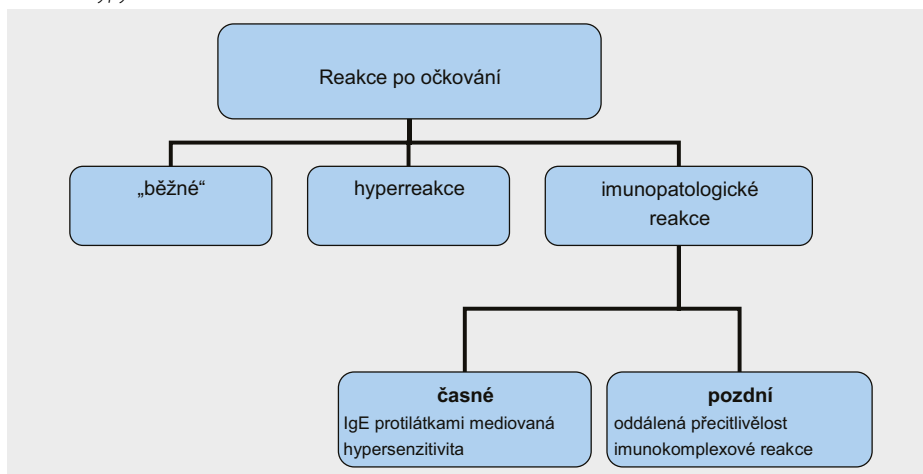 Reakce po očkování
„běžné“
hyperreakce
imunopatologické
reakce
časné
IgE protilátkami mediovaná
hypersenzitivita
pozdní
oddálená přecitlivělost
imunokomplexové reakce